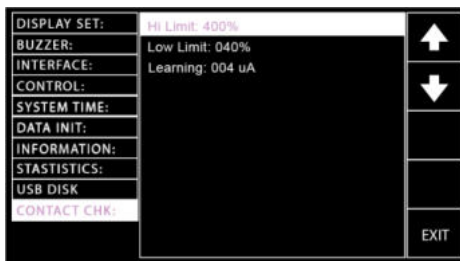 DISPLAY SET:
BUZZER:
INTERFACE:
CONTROL:
SYSTEM TIME:
DATA INIT:
INFORMATION:
STASTISTICS:
USB DISK
CONTACT CHK:
Hi Limit: 400%
Low Limit: 040%
Learning: 004 uA
EXIT